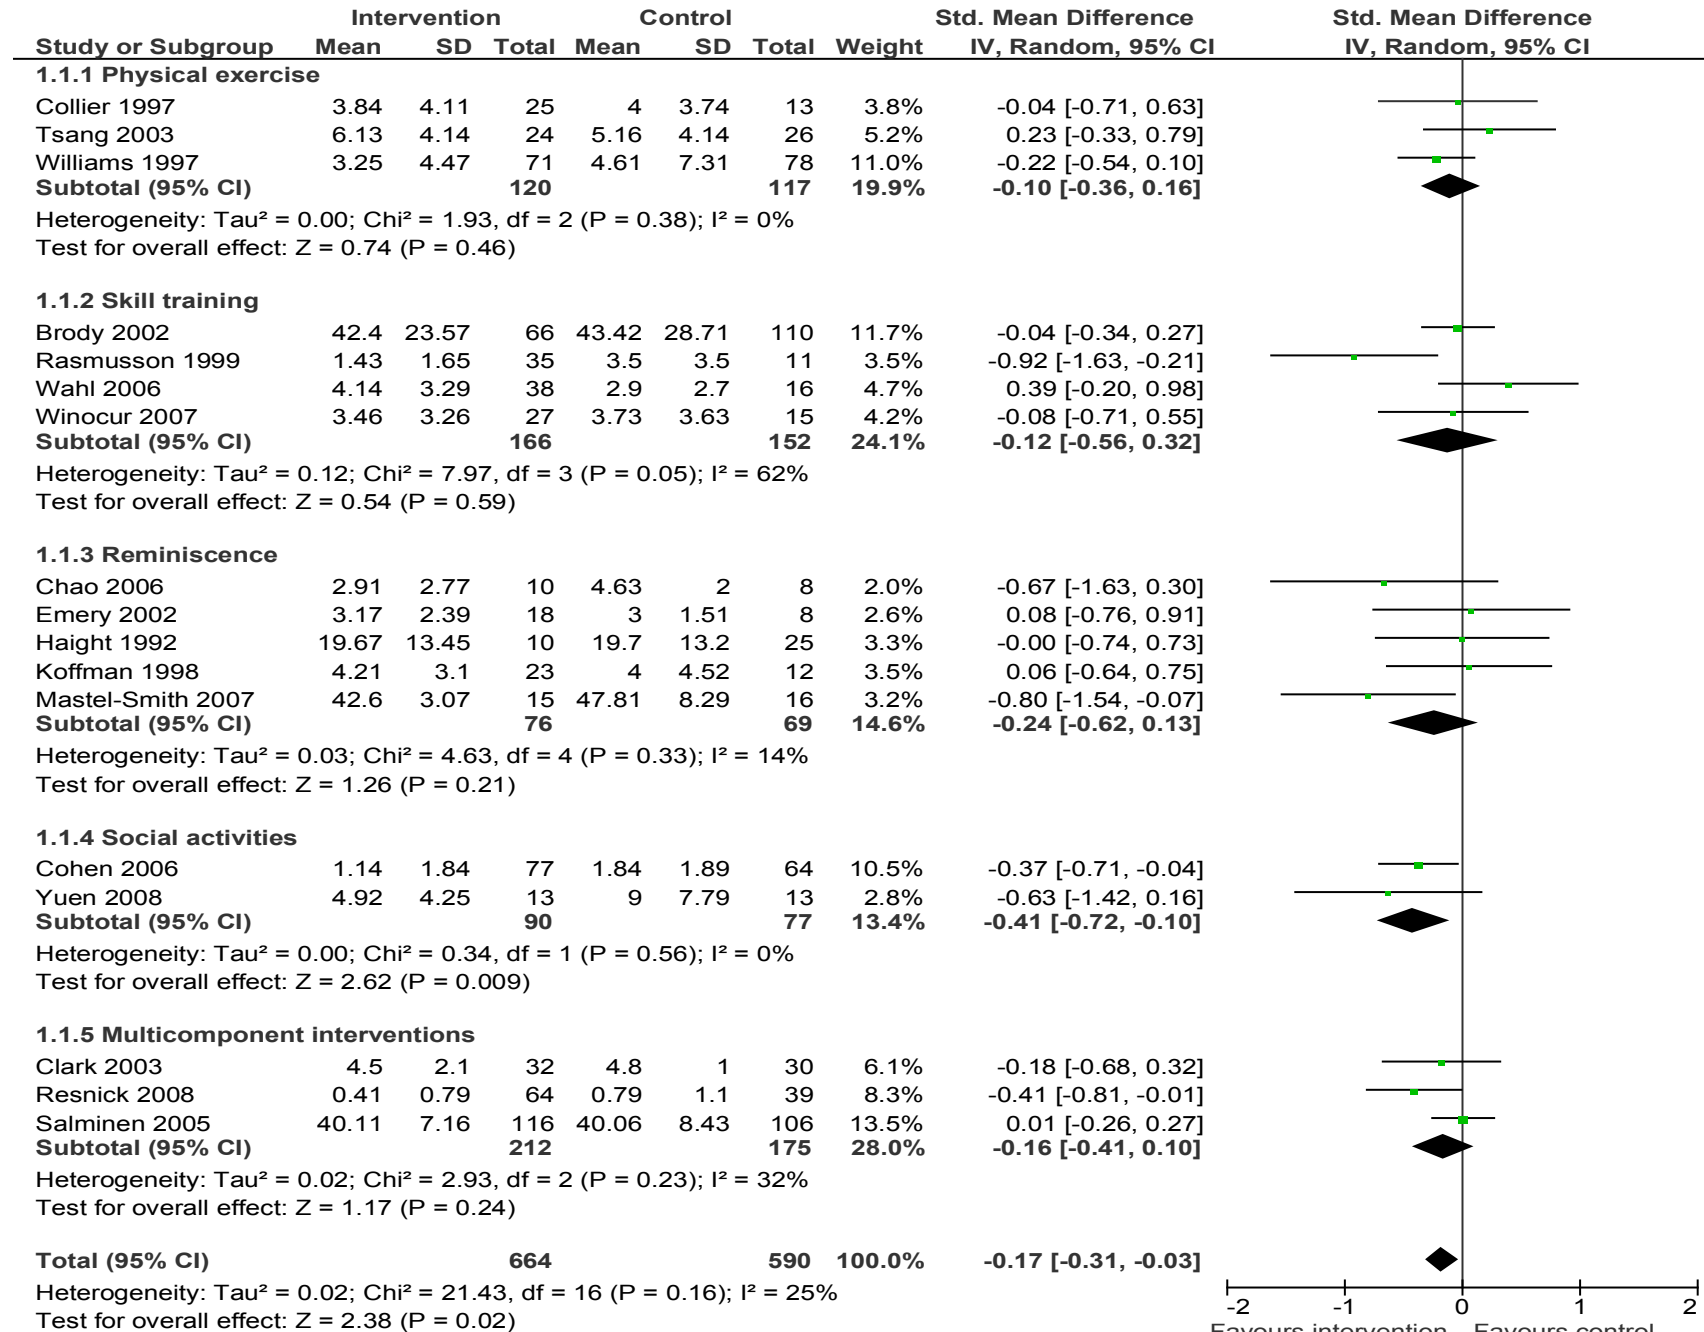 Intervention Control Std. Mean Difference Std. Mean Difference
Study or Subgroup Mean SD Total Mean SD Total Weight IV, Random, 95% CI IV, Random, 95% CI
1.1.1 Physical exercise
Collier 1997 3.84 4.11 25 4 3.74 13 3.8% -0.04 [-0.71, 0.63]
Tsang 2003 6.13 4.14 24 5.16 4.14 26 5.2% 0.23 [-0.33, 0.79]
Williams 1997 3.25 4.47 71 4.61 7.31 78 11.0% -0.22 [-0.54, 0.10]
Subtotal (95% CI) 120 117 19.9% -0.10 [-0.36, 0.16]
Heterogeneity: Tau² = 0.00; Chi² = 1.93, df = 2 (P = 0.38); I² = 0%
Test for overall effect: Z = 0.74 (P = 0.46)
1.1.2 Skill training
Brody 2002 42.4 23.57 66 43.42 28.71 110 11.7% -0.04 [-0.34, 0.27]
Rasmusson 1999 1.43 1.65 35 3.5 3.5 11 3.5% -0.92 [-1.63, -0.21]
Wahl 2006 4.14 3.29 38 2.9 2.7 16 4.7% 0.39 [-0.20, 0.98]
Winocur 2007 3.46 3.26 27 3.73 3.63 15 4.2% -0.08 [-0.71, 0.55]
Subtotal (95% CI) 166 152 24.1% -0.12 [-0.56, 0.32]
Heterogeneity: Tau² = 0.12; Chi² = 7.97, df = 3 (P = 0.05); I² = 62%
Test for overall effect: Z = 0.54 (P = 0.59)
1.1.3 Reminiscence
Chao 2006 2.91 2.77 10 4.63 2 8 2.0% -0.67 [-1.63, 0.30]
Emery 2002 3.17 2.39 18 3 1.51 8 2.6% 0.08 [-0.76, 0.91]
Haight 1992 19.67 13.45 10 19.7 13.2 25 3.3% -0.00 [-0.74, 0.73]
Koffman 1998 4.21 3.1 23 4 4.52 12 3.5% 0.06 [-0.64, 0.75]
Mastel-Smith 2007 42.6 3.07 15 47.81 8.29 16 3.2% -0.80 [-1.54, -0.07]
Subtotal (95% CI) 76 69 14.6% -0.24 [-0.62, 0.13]
Heterogeneity: Tau² = 0.03; Chi² = 4.63, df = 4 (P = 0.33); I² = 14%
Test for overall effect: Z = 1.26 (P = 0.21)
1.1.4 Social activities
Cohen 2006 1.14 1.84 77 1.84 1.89 64 10.5% -0.37 [-0.71, -0.04]
Yuen 2008 4.92 4.25 13 9 7.79 13 2.8% -0.63 [-1.42, 0.16]
Subtotal (95% CI) 90 77 13.4% -0.41 [-0.72, -0.10]
Heterogeneity: Tau² = 0.00; Chi² = 0.34, df = 1 (P = 0.56); I² = 0%
Test for overall effect: Z = 2.62 (P = 0.009)
1.1.5 Multicomponent interventions
Clark 2003 4.5 2.1 32 4.8 1 30 6.1% -0.18 [-0.68, 0.32]
Resnick 2008 0.41 0.79 64 0.79 1.1 39 8.3% -0.41 [-0.81, -0.01]
Salminen 2005 40.11 7.16 116 40.06 8.43 106 13.5% 0.01 [-0.26, 0.27]
Subtotal (95% CI) 212 175 28.0% -0.16 [-0.41, 0.10]
Heterogeneity: Tau² = 0.02; Chi² = 2.93, df = 2 (P = 0.23); I² = 32%
Test for overall effect: Z = 1.17 (P = 0.24)
Total (95% CI) 664 590 100.0% -0.17 [-0.31, -0.03]
Heterogeneity: Tau² = 0.02; Chi² = 21.43, df = 16 (P = 0.16); I² = 25%
-2 -1 0 1 2
Test for overall effect: Z = 2.38 (P = 0.02)
Favours intervention Favours control